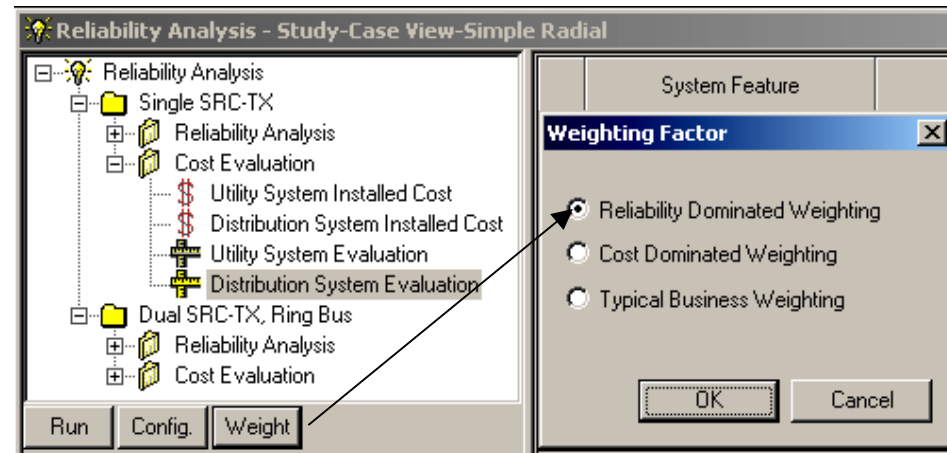 Reliability Analysis - Study-Case View-Simple Radial
Reliability Analysis
Single SRC-TX
Reliability Analysis
Cost Evaluation
Utility System Installed Cost
Distribution System Installed Cost
Utility System Evaluation
Distribution System Evaluation
Dual SRC-TX, Ring Bus
Reliability Analysis
Cost Evaluation
Run Config. Weight
System Feature
Weighting Factor
Reliability Dominated Weighting
Cost Dominated Weighting
Typical Business Weighting
OK Cancel